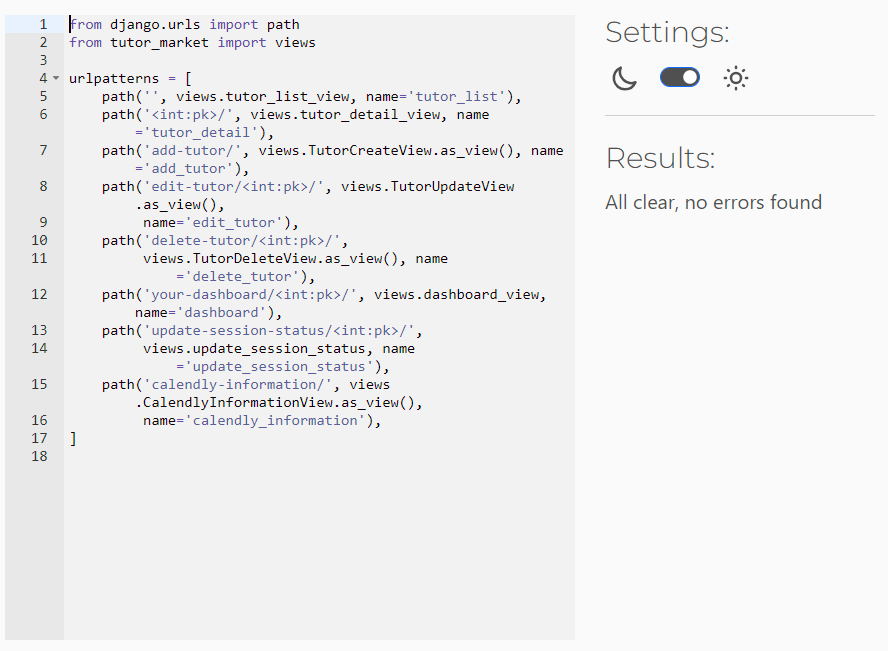 1 from django.urls import path
2 from tutor_market import views
3
4 urlpatterns = [
5     path('', views.tutor_list_view, name='tutor_list'),
6     path('<int:pk>/', views.tutor_detail_view, name
        ='tutor_detail'),
7     path('add-tutor/', views.TutorCreateView.as_view(), name
        ='add_tutor'),
8     path('edit-tutor/<int:pk>/', views.TutorUpdateView
        .as_view(),
9          name='edit_tutor'),
10     path('delete-tutor/<int:pk>/',
11          views.TutorDeleteView.as_view(), name
             ='delete_tutor'),
12     path('your-dashboard/<int:pk>/', views.dashboard_view,
        name='dashboard'),
13     path('update-session-status/<int:pk>/',
14          views.update_session_status, name
             ='update_session_status'),
15     path('calendly-information/', views
        .CalendlyInformationView.as_view(),
16          name='calendly_information'),
17 ]
18
Settings:
Results:
All clear, no errors found